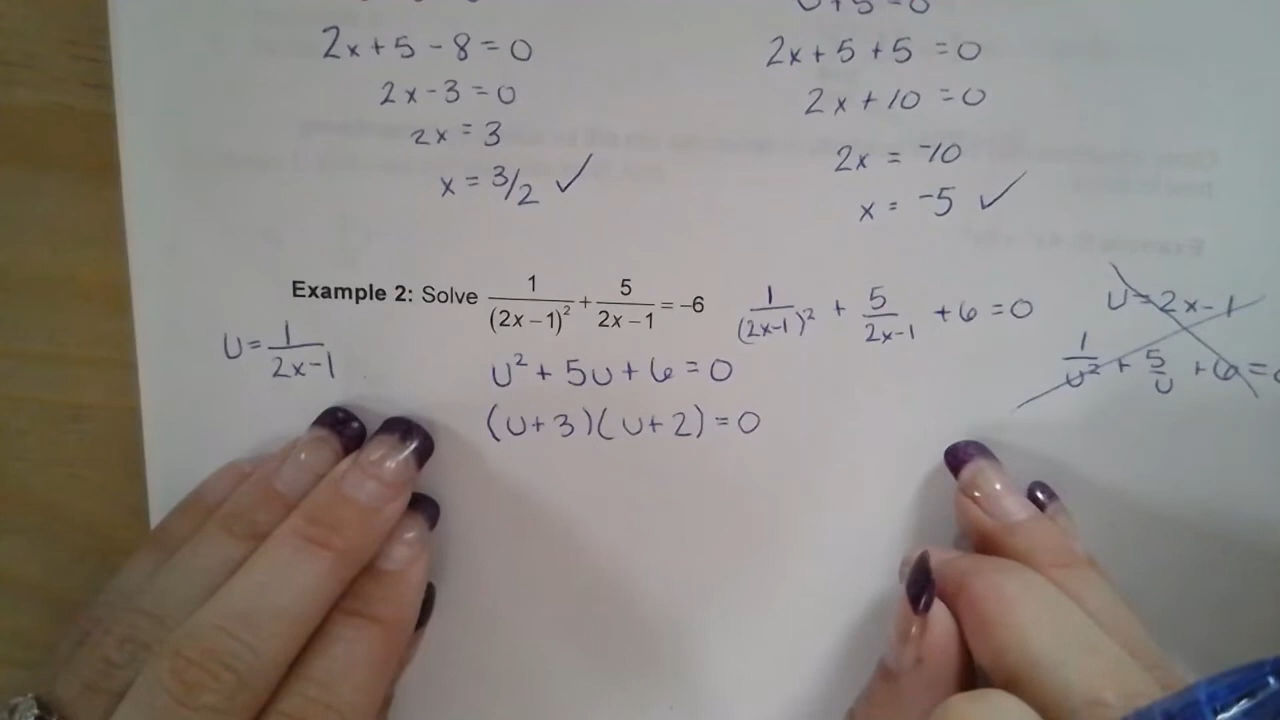 2x + 5 - 8 = 0
2x - 3 = 0
2x = 3
x = 3/2 ✓
U + 5 = 0
2x + 5 + 5 = 0
2x + 10 = 0
2x = -10
x = -5 ✓
Example 2: Solve 1/(2x – 1)² + 5/(2x – 1) = –6
1/(2x-1)² + 5/(2x-1) + 6 = 0
U = 2x - 1
1/U² + 5/U + 6 =
U = 1/(2x-1)
U² + 5U + 6 = 0
(U+3)(U+2) = 0